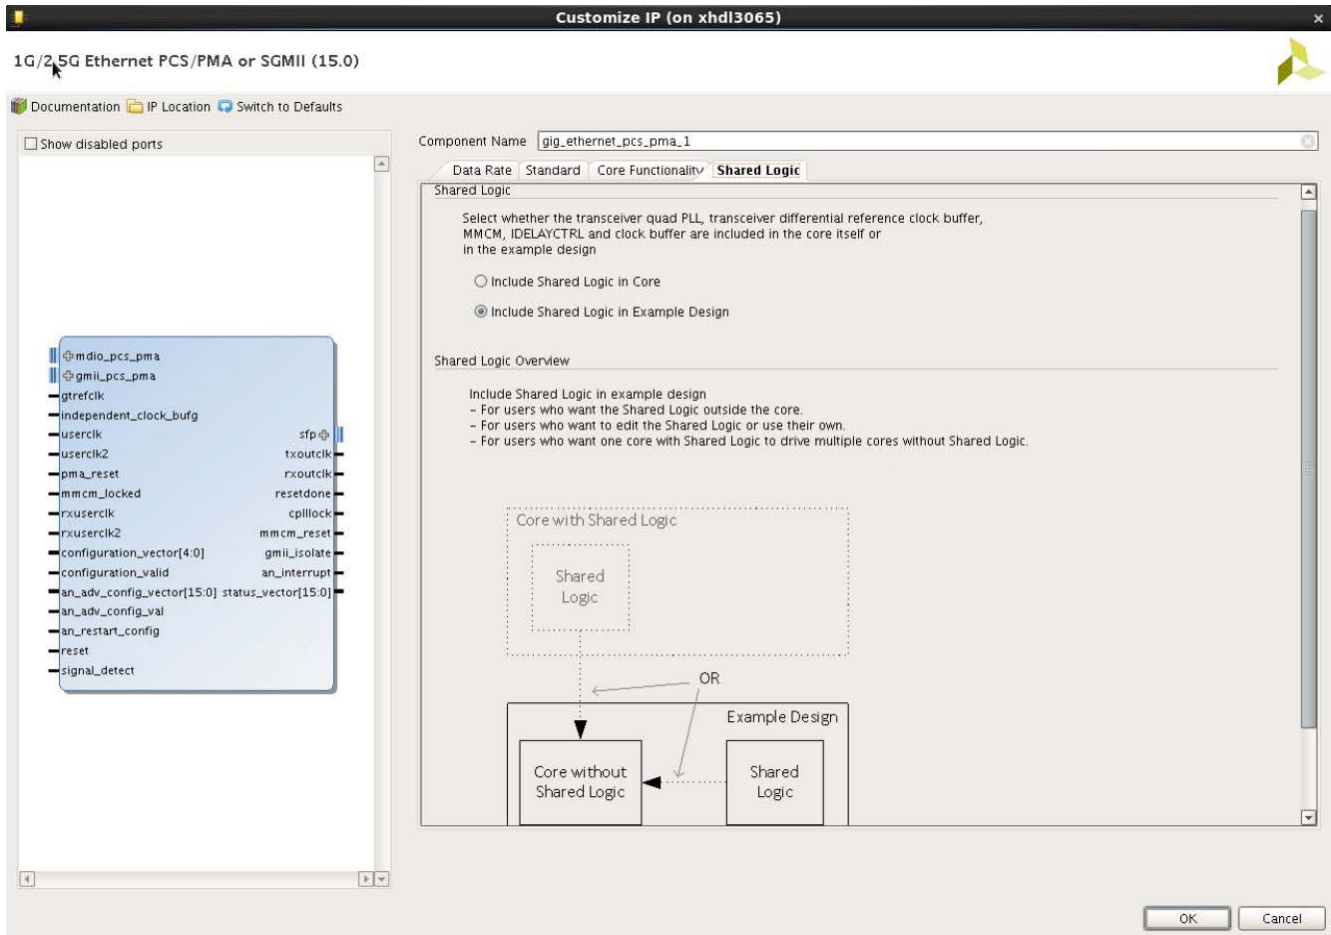 Customize IP (on xhdl3065)
1G/2.5G Ethernet PCS/PMA or SGMII (15.0)
Documentation IP Location Switch to Defaults
Show disabled ports
Component Name gig_ethernet_pcs_pma_1
Data Rate Standard Core Functionality Shared Logic
Shared Logic
Select whether the transceiver quad PLL, transceiver differential reference clock buffer,
MMCM, IDELAYCTRL and clock buffer are included in the core itself or
in the example design
Include Shared Logic in Core
Include Shared Logic in Example Design
Shared Logic Overview
Include Shared Logic in example design
- For users who want the Shared Logic outside the core.
- For users who want to edit the Shared Logic or use their own.
- For users who want one core with Shared Logic to drive multiple cores without Shared Logic.
mdio_pcs_pma
gmii_pcs_pma
gtrefclk
independent_clock_bufg
userclk sfp
userclk2 txoutclk
pma_reset rxoutclk
mmcm_locked resetdone
rxuserclk cplllock
rxuserclk2 mmcm_reset
configuration_vector[4:0] gmii_isolate
configuration_valid an_interrupt
an_adv_config_vector[15:0] status_vector[15:0]
an_adv_config_val
an_restart_config
reset
signal_detect
Core with Shared Logic
Shared
Logic
OR
Example Design
Core without
Shared Logic
Shared
Logic
OK Cancel